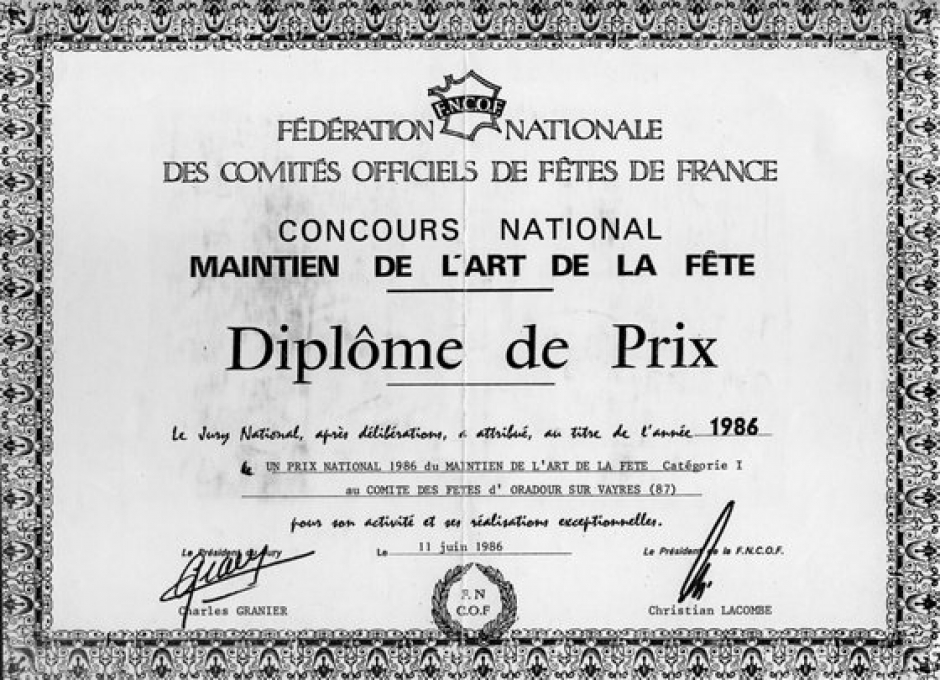 F.N.C.O.F
FÉDÉRATION NATIONALE
DES COMITÉS OFFICIELS DE FÊTES DE FRANCE
CONCOURS NATIONAL
MAINTIEN DE L'ART DE LA FÊTE
Diplôme de Prix
Le Jury National, après délibérations, a attribué, au titre de l'année 1986
UN PRIX NATIONAL 1986 du MAINTIEN DE L'ART DE LA FETE Catégorie I
au COMITE DES FETES d' ORADOUR SUR VAYRES (87)
pour son activité et ses réalisations exceptionnelles.
Le Président du Jury Le 11 juin 1986 Le Président de la F.N.C.O.F.
F.N
C.O.F
Charles GRANIER Christian LACOMBE